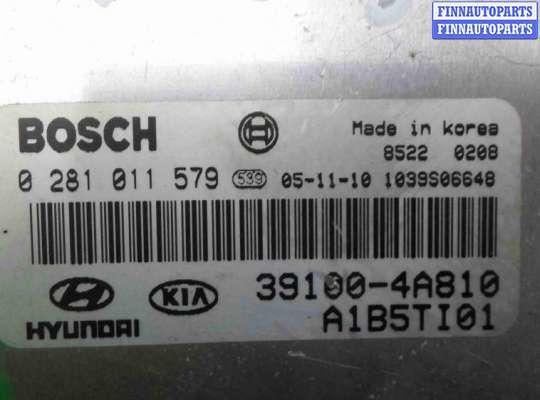 FINNAUTOPARTS
FINNAUTOPARTS
BOSCH
Made in korea
8522 0208
0 281 011 579 539 05-11-10 1039S06648
HYUNDAI
KIA
39100-4A810
A1B5TI01